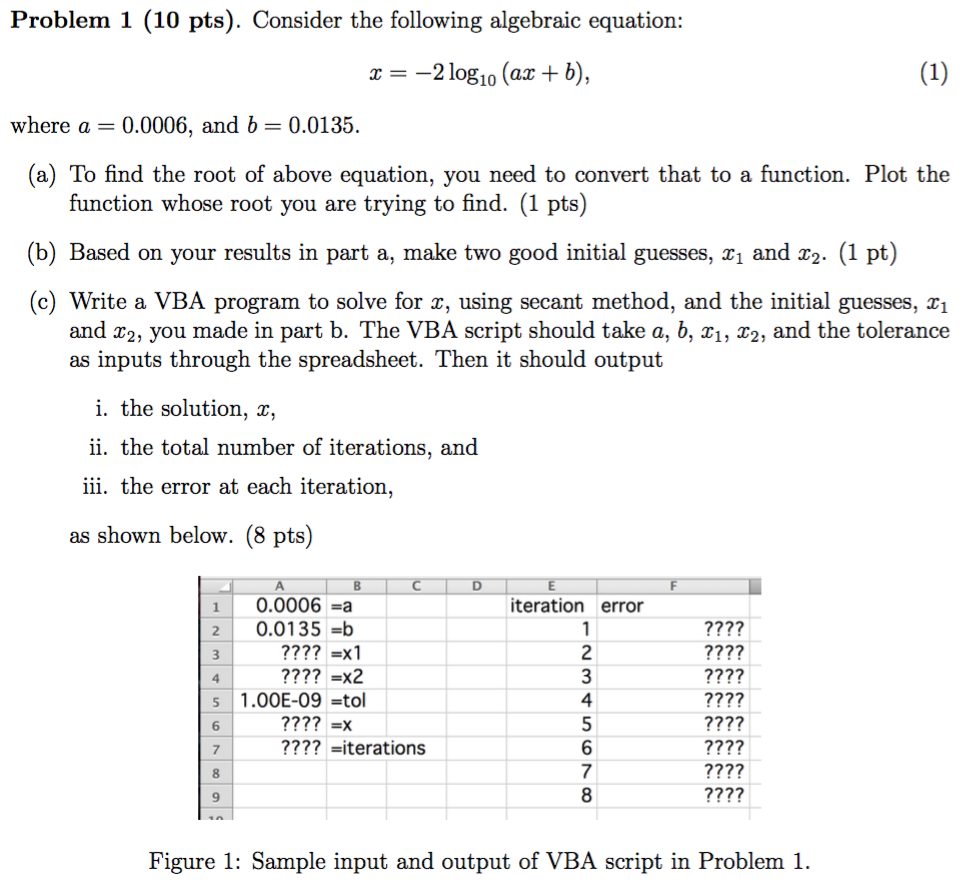 Problem 1 (10 pts). Consider the following algebraic equation:
x = −2 log₁₀ (ax + b), (1)
where a = 0.0006, and b = 0.0135.
(a) To find the root of above equation, you need to convert that to a function. Plot the
function whose root you are trying to find. (1 pts)
(b) Based on your results in part a, make two good initial guesses, x₁ and x₂. (1 pt)
(c) Write a VBA program to solve for x, using secant method, and the initial guesses, x₁
and x₂, you made in part b. The VBA script should take a, b, x₁, x₂, and the tolerance
as inputs through the spreadsheet. Then it should output
i. the solution, x,
ii. the total number of iterations, and
iii. the error at each iteration,
as shown below. (8 pts)
A B C D E F
1 0.0006 =a iteration error
2 0.0135 =b 1 ????
3 ???? =x1 2 ????
4 ???? =x2 3 ????
5 1.00E-09 =tol 4 ????
6 ???? =x 5 ????
7 ???? =iterations 6 ????
8 7 ????
9 8 ????
10
Figure 1: Sample input and output of VBA script in Problem 1.